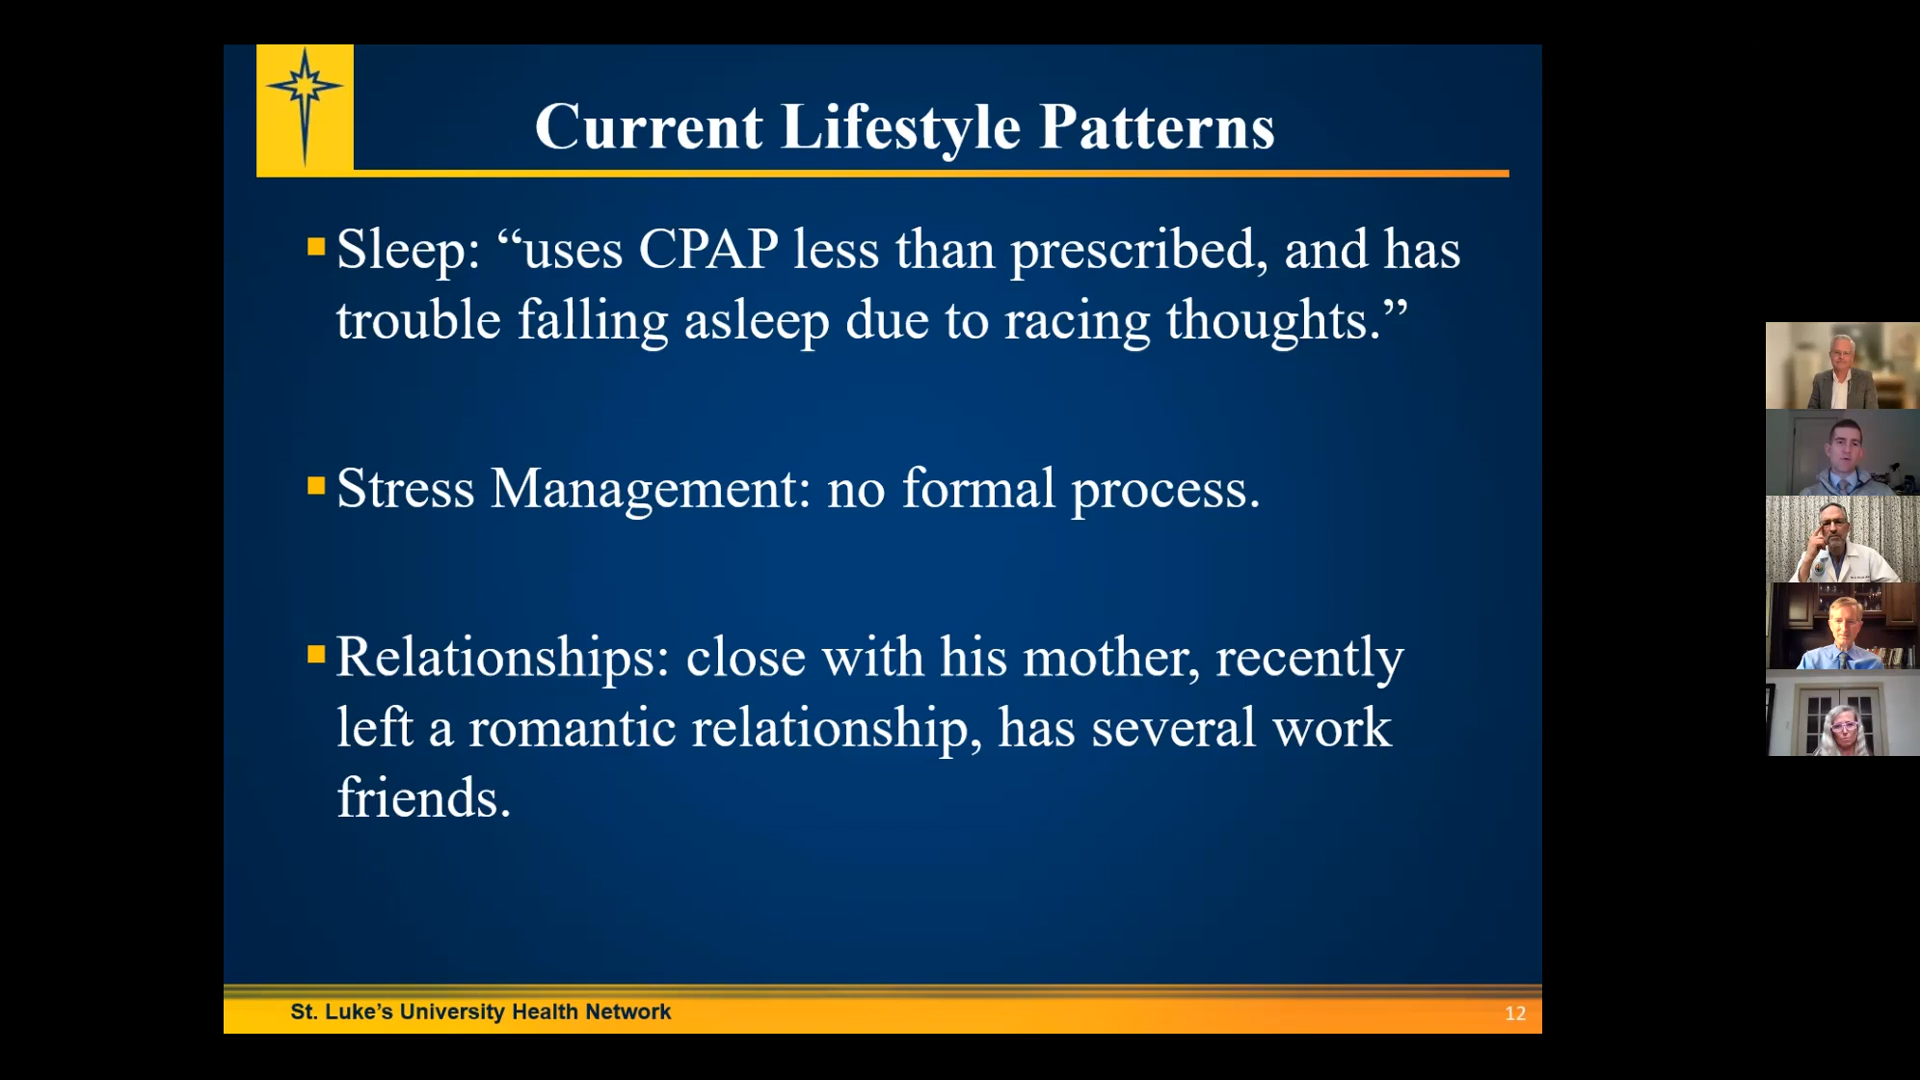 Current Lifestyle Patterns
Sleep: “uses CPAP less than prescribed, and has
trouble falling asleep due to racing thoughts.”
Stress Management: no formal process.
Relationships: close with his mother, recently
left a romantic relationship, has several work
friends.
St. Luke’s University Health Network
12